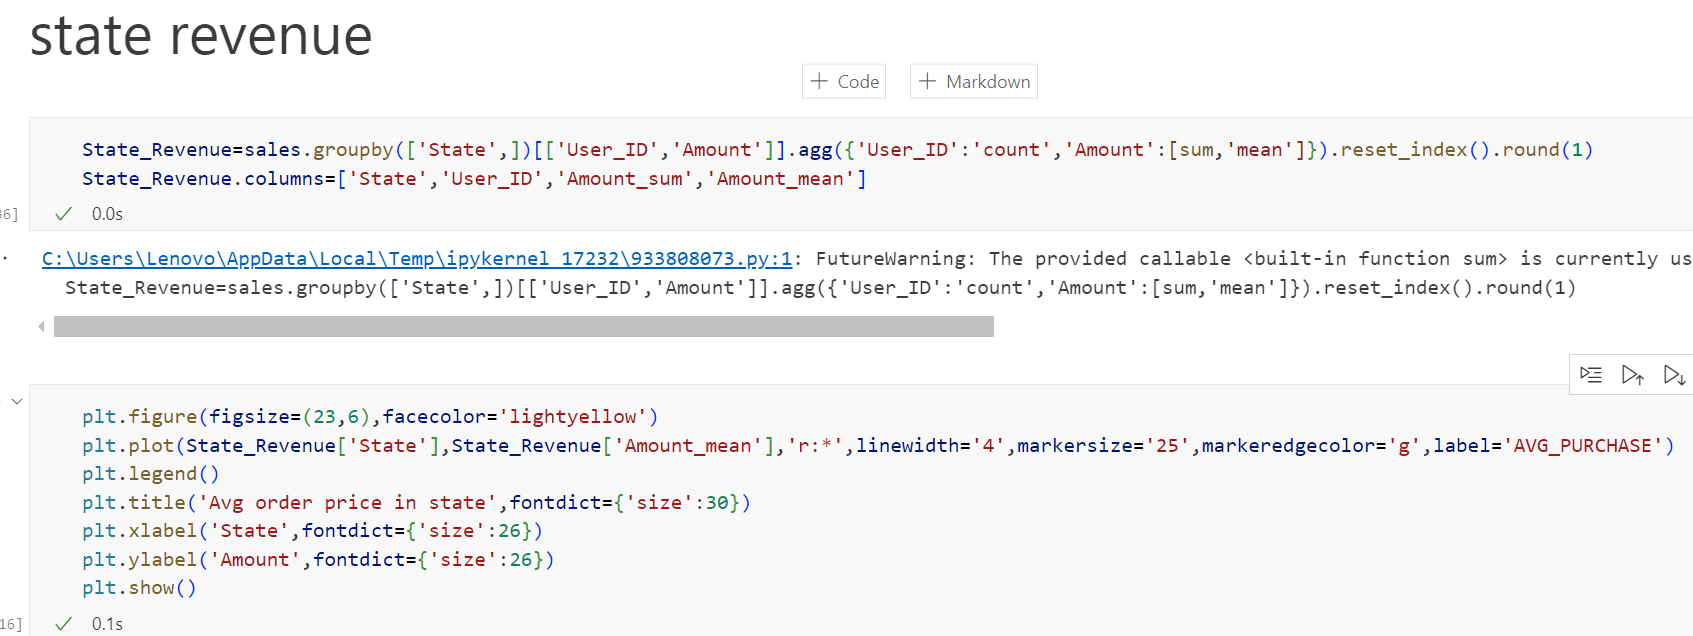 state revenue
+ Code + Markdown
State_Revenue=sales.groupby(['State',])[['User_ID','Amount']].agg({'User_ID':'count','Amount':[sum,'mean']}).reset_index().round(1)
State_Revenue.columns=['State','User_ID','Amount_sum','Amount_mean']
36] 0.0s
C:\Users\Lenovo\AppData\Local\Temp\ipykernel_17232\933808073.py:1: FutureWarning: The provided callable <built-in function sum> is currently us
State_Revenue=sales.groupby(['State',])[['User_ID','Amount']].agg({'User_ID':'count','Amount':[sum,'mean']}).reset_index().round(1)
plt.figure(figsize=(23,6),facecolor='lightyellow')
plt.plot(State_Revenue['State'],State_Revenue['Amount_mean'],'r:*',linewidth='4',markersize='25',markeredgecolor='g',label='AVG_PURCHASE')
plt.legend()
plt.title('Avg order price in state',fontdict={'size':30})
plt.xlabel('State',fontdict={'size':26})
plt.ylabel('Amount',fontdict={'size':26})
plt.show()
16] 0.1s